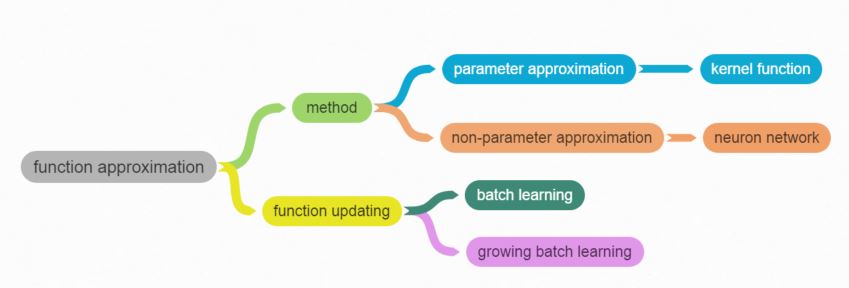 parameter approximation
kernel function
method
non-parameter approximation
neuron network
function approximation
function updating
batch learning
growing batch learning